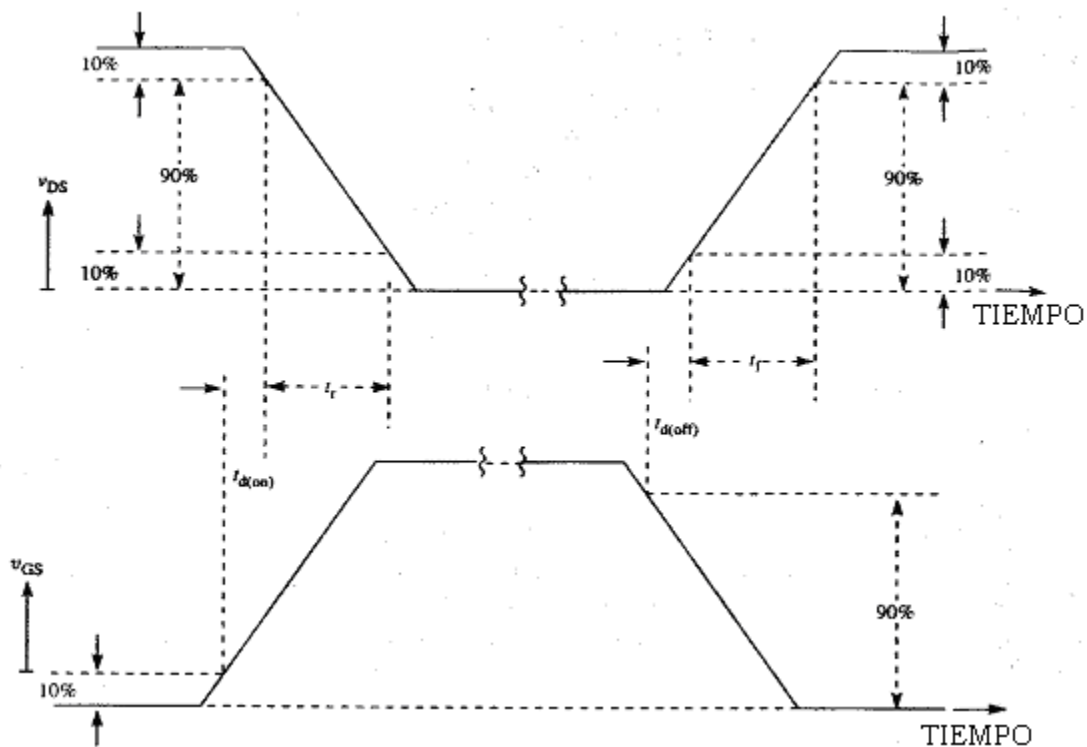 10%
10%
90%
90%
v_DS
10%
10%
TIEMPO
t_r
t_f
t_d(off)
t_d(on)
v_GS
90%
10%
TIEMPO